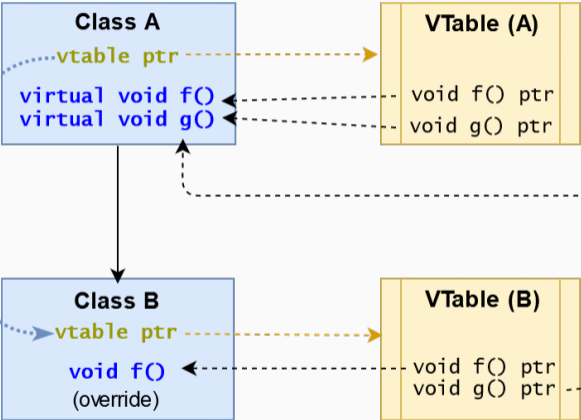 Class A
vtable ptr
virtual void f()
virtual void g()
VTable (A)
void f() ptr
void g() ptr
Class B
vtable ptr
void f()
(override)
VTable (B)
void f() ptr
void g() ptr